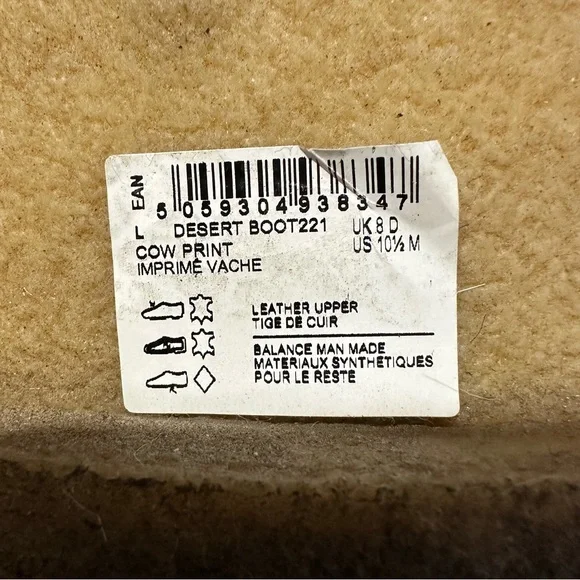 L EAN
5 059304 938347
DESERT BOOT221 UK 8 D
COW PRINT US 10½ M
IMPRIMÉ VACHE
LEATHER UPPER
TIGE DE CUIR
BALANCE MAN MADE
MATERIAUX SYNTHÉTIQUES
POUR LE RESTE